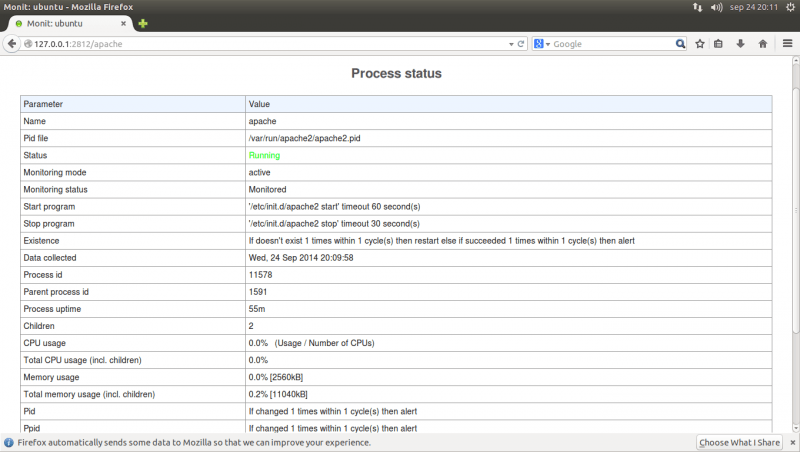 Monit: ubuntu - Mozilla Firefox sep 24 20:11
Monit: ubuntu
127.0.0.1:2812/apache Google
Process status
Parameter Value
Name apache
Pid file /var/run/apache2/apache2.pid
Status Running
Monitoring mode active
Monitoring status Monitored
Start program '/etc/init.d/apache2 start' timeout 60 second(s)
Stop program '/etc/init.d/apache2 stop' timeout 30 second(s)
Existence If doesn't exist 1 times within 1 cycle(s) then restart else if succeeded 1 times within 1 cycle(s) then alert
Data collected Wed, 24 Sep 2014 20:09:58
Process id 11578
Parent process id 1591
Process uptime 55m
Children 2
CPU usage 0.0% (Usage / Number of CPUs)
Total CPU usage (incl. children) 0.0%
Memory usage 0.0% [2560kB]
Total memory usage (incl. children) 0.2% [11040kB]
Pid If changed 1 times within 1 cycle(s) then alert
Ppid If changed 1 times within 1 cycle(s) then alert
Firefox automatically sends some data to Mozilla so that we can improve your experience. Choose What I Share